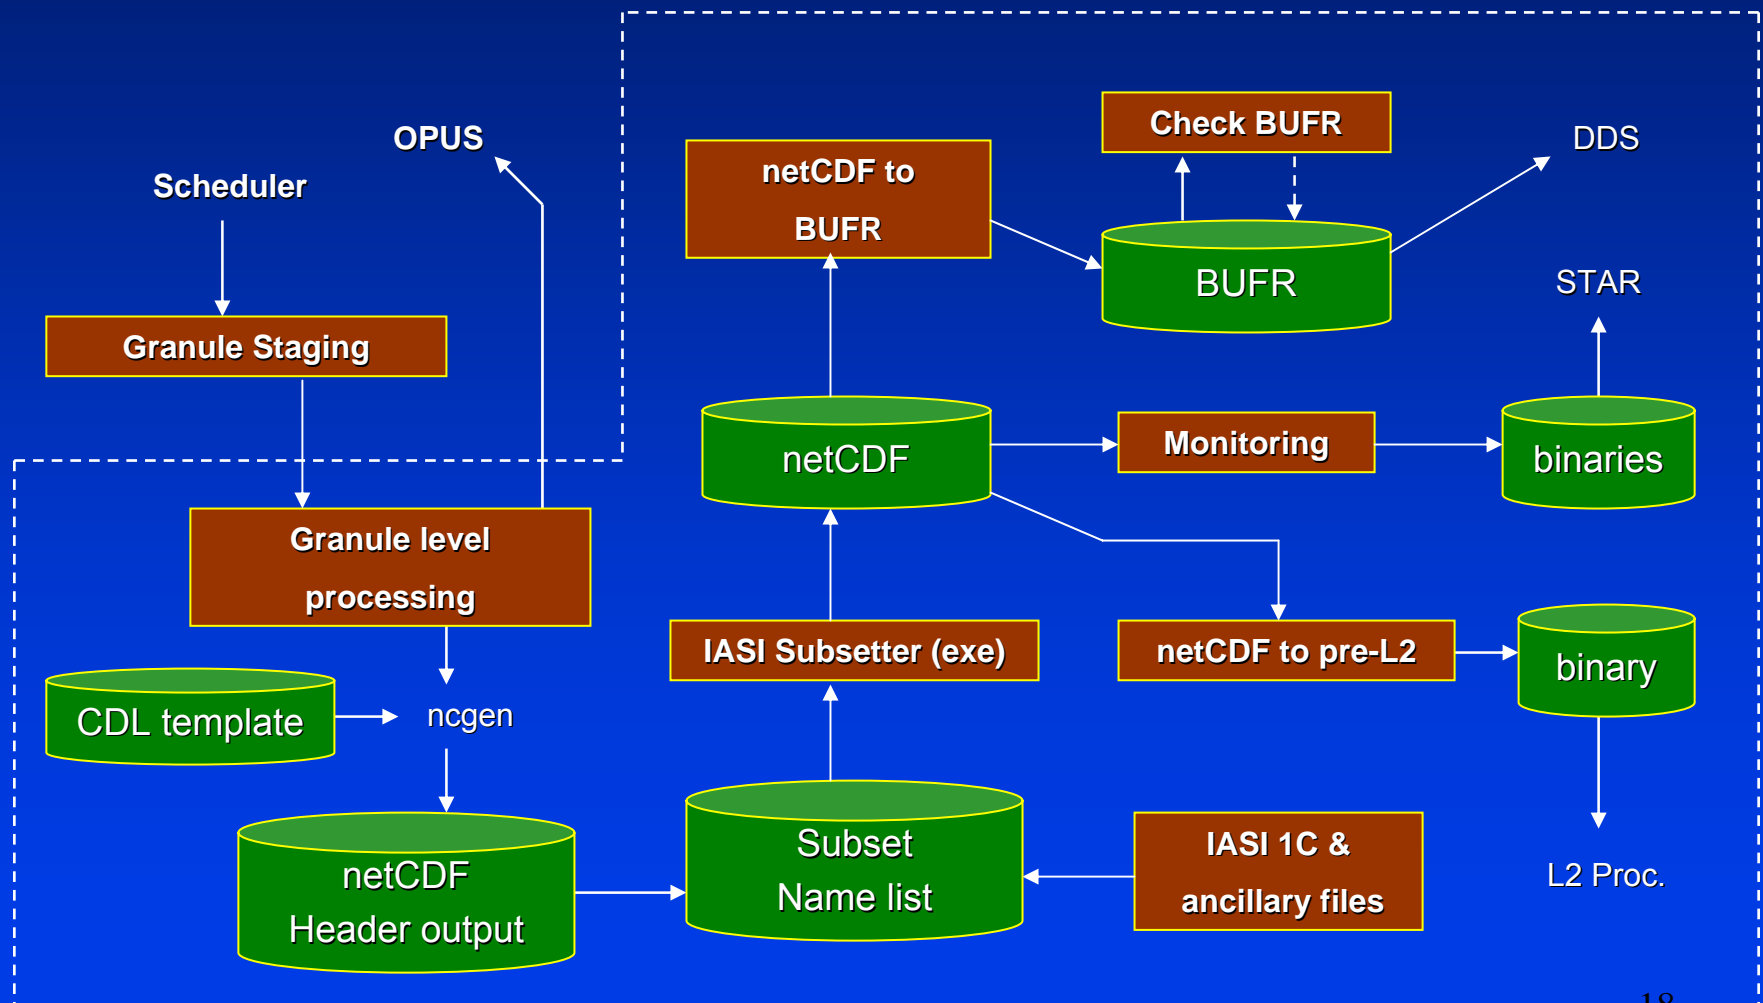 OPUS
Scheduler
Granule Staging
Granule level
processing
CDL template
ncgen
netCDF
Header output
netCDF to
BUFR
Check BUFR
BUFR
DDS
STAR
netCDF
Monitoring
binaries
IASI Subsetter (exe)
netCDF to pre-L2
binary
Subset
Name list
IASI 1C &
ancillary files
L2 Proc.
18